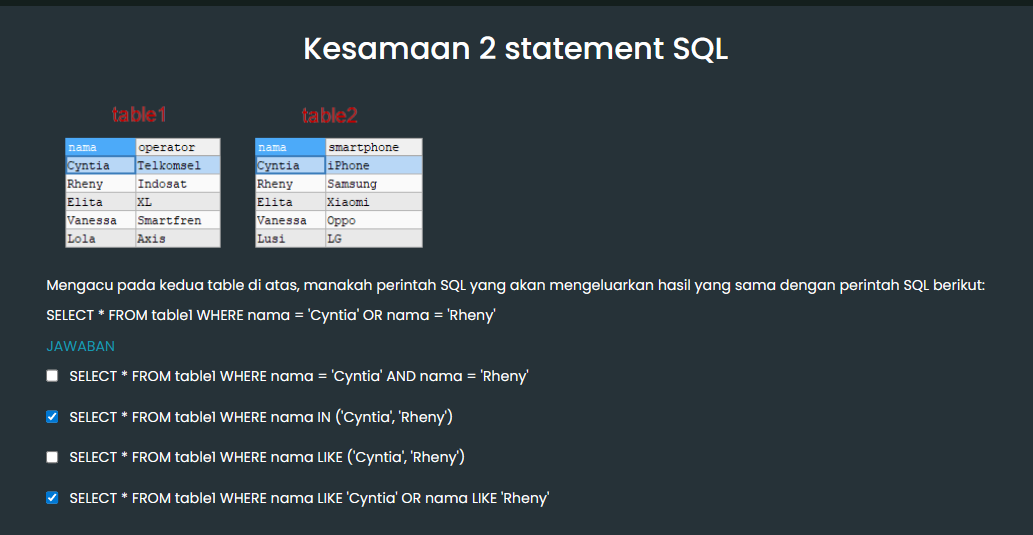 Kesamaan 2 statement SQL
table1 table2
nama operator nama smartphone
Cyntia Telkomsel Cyntia iPhone
Rheny Indosat Rheny Samsung
Elita XL Elita Xiaomi
Vanessa Smartfren Vanessa Oppo
Lola Axis Lusi LG
Mengacu pada kedua table di atas, manakah perintah SQL yang akan mengeluarkan hasil yang sama dengan perintah SQL berikut:
SELECT * FROM table1 WHERE nama = 'Cyntia' OR nama = 'Rheny'
JAWABAN
SELECT * FROM table1 WHERE nama = 'Cyntia' AND nama = 'Rheny'
SELECT * FROM table1 WHERE nama IN ('Cyntia', 'Rheny')
SELECT * FROM table1 WHERE nama LIKE ('Cyntia', 'Rheny')
SELECT * FROM table1 WHERE nama LIKE 'Cyntia' OR nama LIKE 'Rheny'